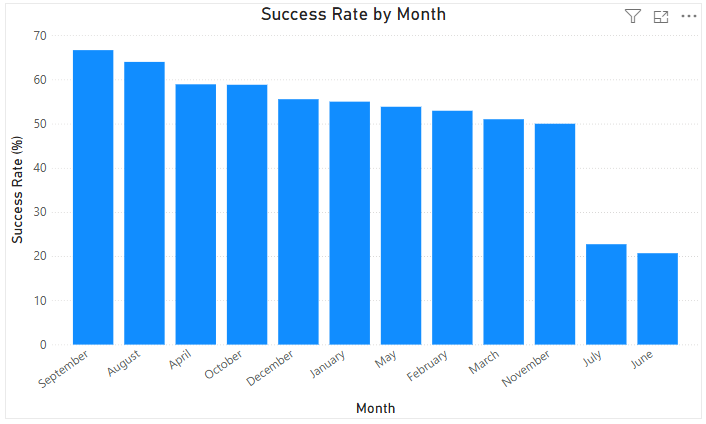 Success Rate by Month
Success Rate (%)
70
60
50
40
30
20
10
0
September
August
April
October
December
January
May
February
March
November
July
June
Month